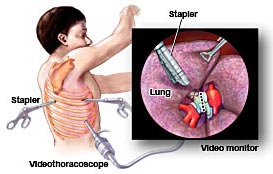 Stapler
Lung
Stapler
Videothoracoscope
Video monitor